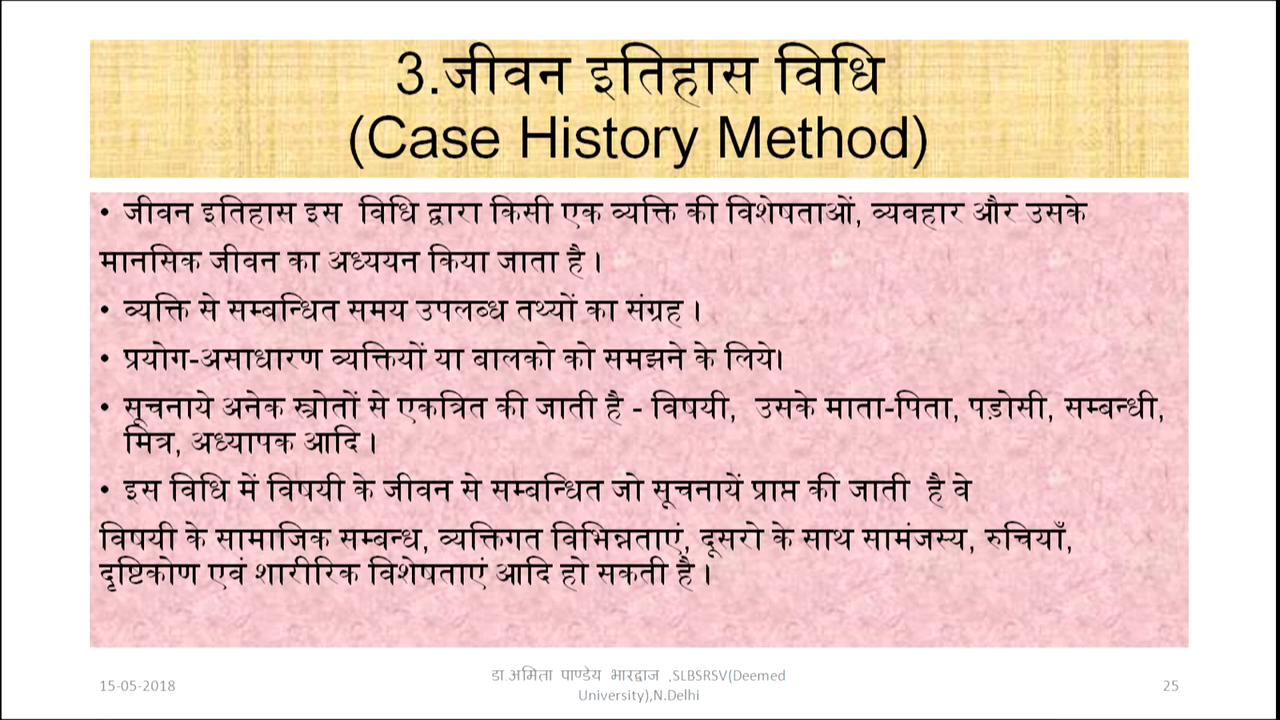 3.जीवन इतिहास विधि
(Case History Method)
• जीवन इतिहास इस विधि द्वारा किसी एक व्यक्ति की विशेषताओं, व्यवहार और उसके
मानसिक जीवन का अध्ययन किया जाता है ।
• व्यक्ति से सम्बन्धित समय उपलब्ध तथ्यों का संग्रह ।
• प्रयोग-असाधारण व्यक्तियों या बालको को समझने के लिये।
• सूचनाये अनेक स्त्रोतों से एकत्रित की जाती है - विषयी, उसके माता-पिता, पड़ोसी, सम्बन्धी,
मित्र, अध्यापक आदि ।
• इस विधि में विषयी के जीवन से सम्बन्धित जो सूचनायें प्राप्त की जाती है वे
विषयी के सामाजिक सम्बन्ध, व्यक्तिगत विभिन्नताएं, दूसरो के साथ सामंजस्य, रुचियाँ,
दृष्टिकोण एवं शारीरिक विशेषताएं आदि हो सकती है ।
15-05-2018
डा.अमिता पाण्डेय भारद्वाज ,SLBSRSV(Deemed
University),N.Delhi
25